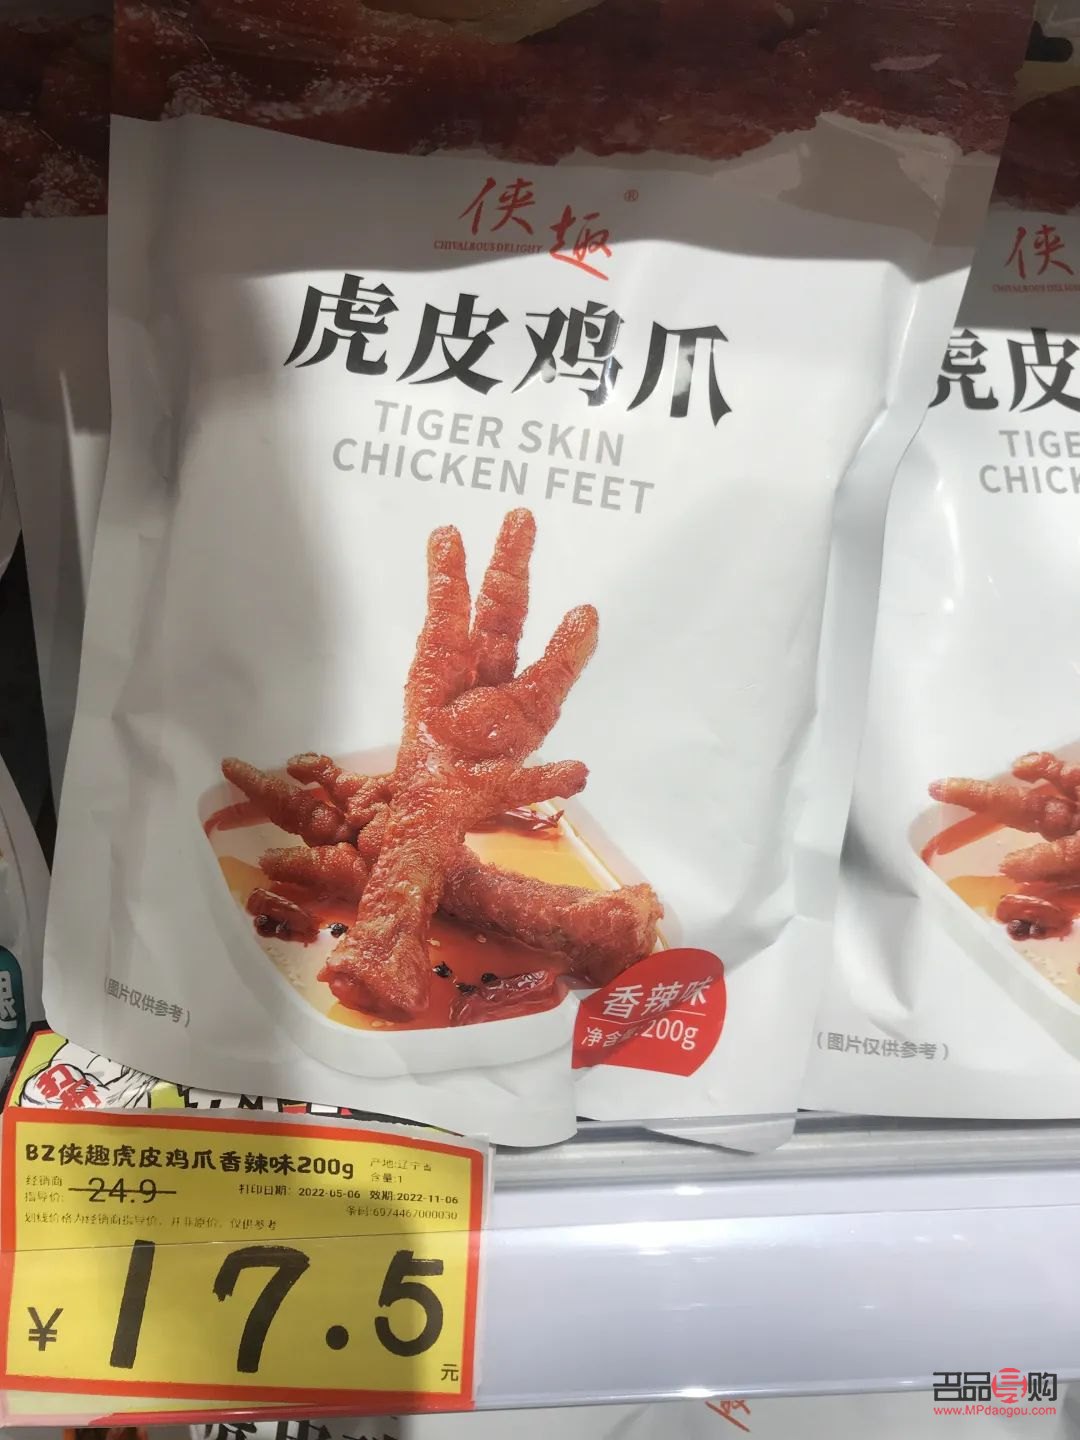 侠趣®
CHIVALROUS DELIGHT
虎皮鸡爪
TIGER SKIN
CHICKEN FEET
(图片仅供参考)
香辣味
净含量:200g
侠
虎皮
TIGE
CHICK
(图片仅供参考)
BZ侠趣虎皮鸡爪香辣味200g
产地:辽宁省
含量:1
经销商
指导价:
24.9
打印日期: 2022-05-06 效期:2022-11-06
条码:6974467000030
划线价格为经销商指导价，并非原价，仅供参考
¥17.5元
名品导购
www.MPdaogou.com